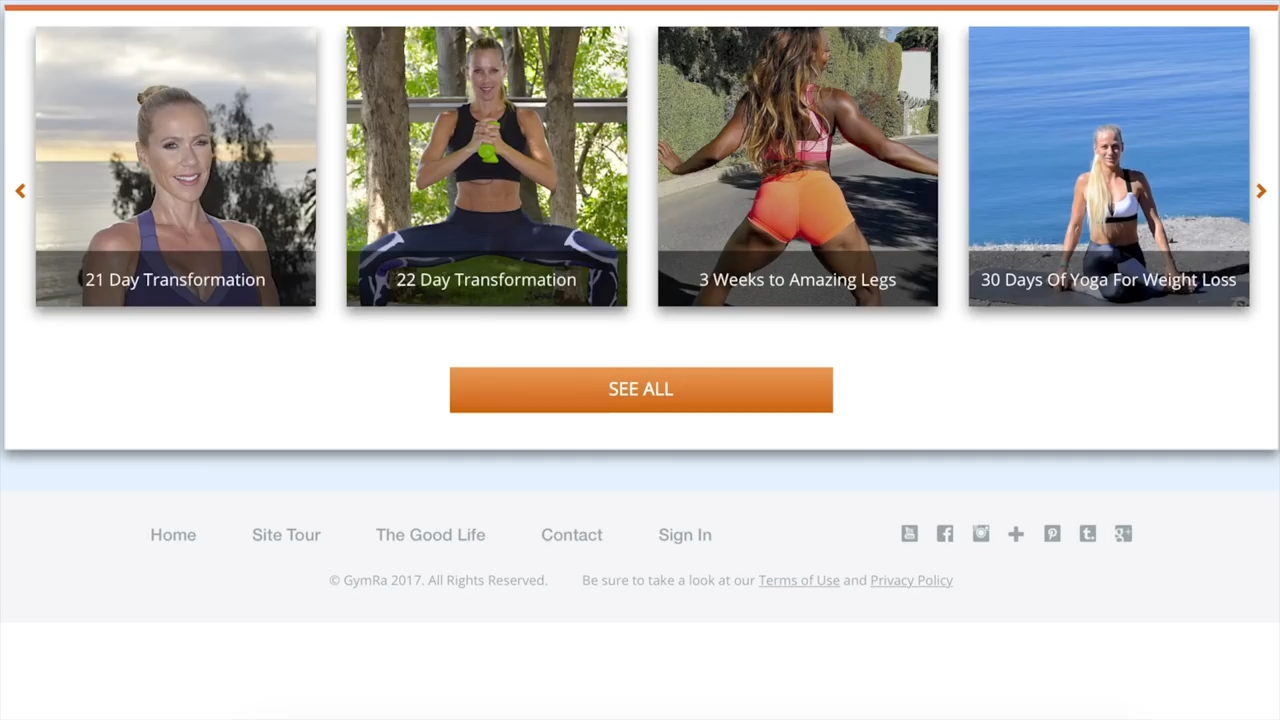 21 Day Transformation
22 Day Transformation
3 Weeks to Amazing Legs
30 Days Of Yoga For Weight Loss
SEE ALL
Home Site Tour The Good Life Contact Sign In
© GymRa 2017. All Rights Reserved. Be sure to take a look at our Terms of Use and Privacy Policy